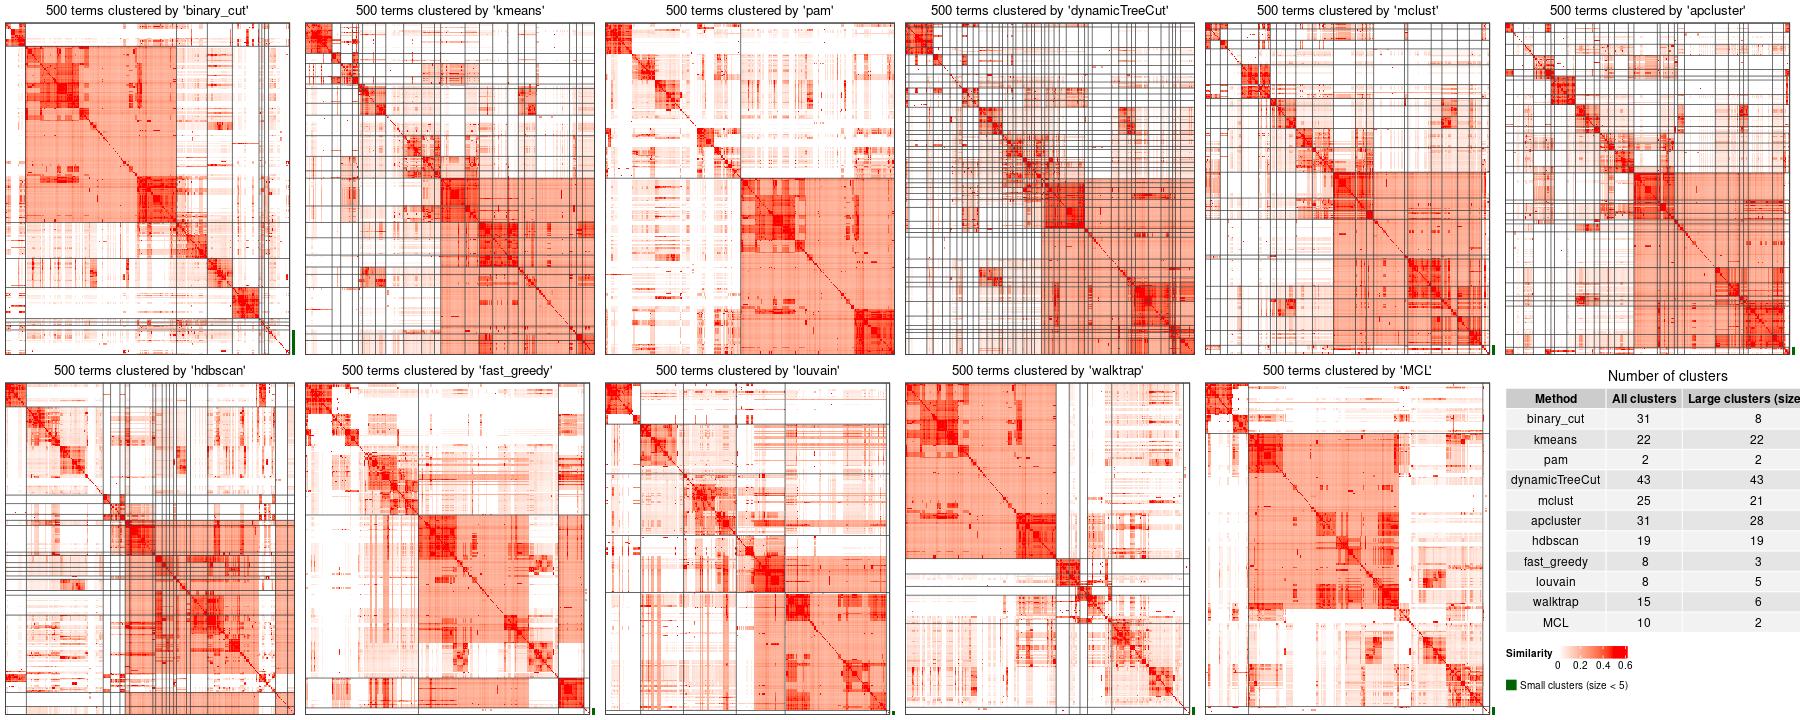 500 terms clustered by 'binary_cut'
500 terms clustered by 'kmeans'
500 terms clustered by 'pam'
500 terms clustered by 'dynamicTreeCut'
500 terms clustered by 'mclust'
500 terms clustered by 'apcluster'
500 terms clustered by 'hdbscan'
500 terms clustered by 'fast_greedy'
500 terms clustered by 'louvain'
500 terms clustered by 'walktrap'
500 terms clustered by 'MCL'
Number of clusters
Method All clusters Large clusters (size
binary_cut 31 8
kmeans 22 22
pam 2 2
dynamicTreeCut 43 43
mclust 25 21
apcluster 31 28
hdbscan 19 19
fast_greedy 8 3
louvain 8 5
walktrap 15 6
MCL 10 2
Similarity
0 0.2 0.4 0.6
Small clusters (size < 5)